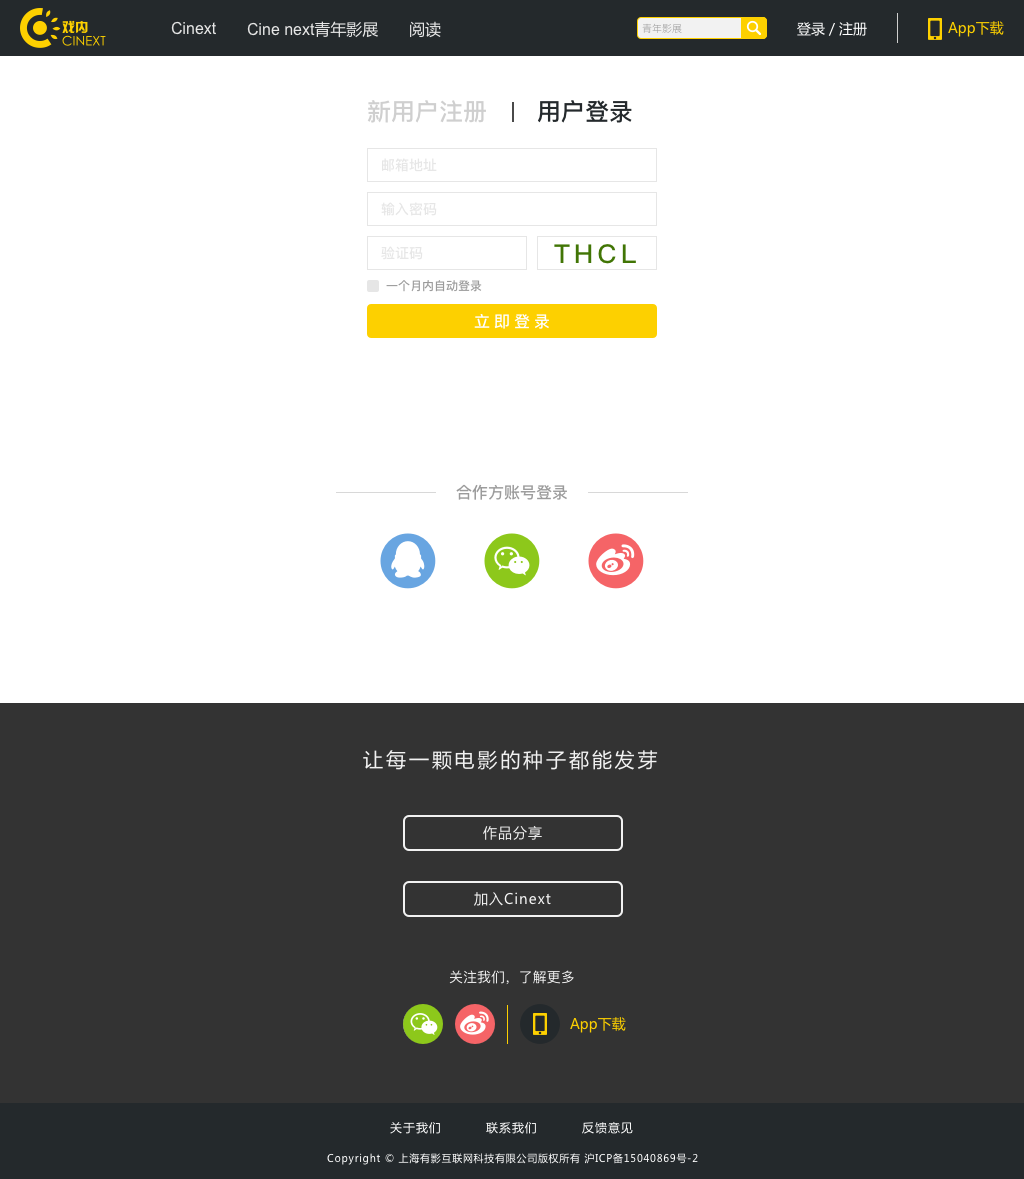 戏内 CINEXT
Cinext Cine next青年影展 阅读 青年影展 登录 / 注册 App下载
新用户注册 | 用户登录
邮箱地址
输入密码
验证码 THCL
一个月内自动登录
立即登录
合作方账号登录
让每一颗电影的种子都能发芽
作品分享
加入Cinext
关注我们，了解更多
App下载
关于我们 联系我们 反馈意见
Copyright © 上海有影互联网科技有限公司版权所有 沪ICP备15040869号-2